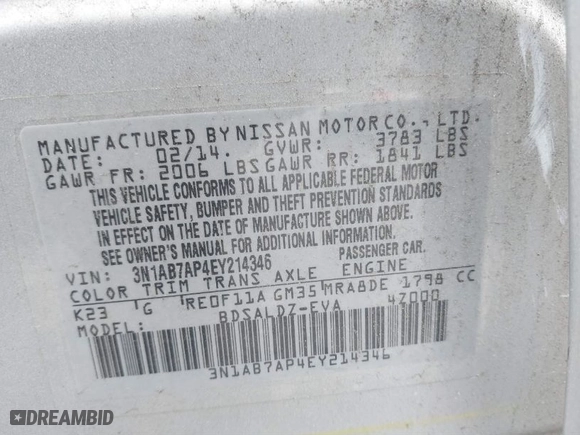 MANUFACTURED BY NISSAN MOTOR CO., LTD.
DATE: 02/14. GVWR: 3783 LBS
GAWR FR: 2006 LBS GAWR RR: 1841 LBS
THIS VEHICLE CONFORMS TO ALL APPLICABLE FEDERAL MOTOR
VEHICLE SAFETY, BUMPER AND THEFT PREVENTION STANDARDS
IN EFFECT ON THE DATE OF MANUFACTURE SHOWN ABOVE.
SEE OWNER'S MANUAL FOR ADDITIONAL INFORMATION.
VIN: 3N1AB7AP4EY214346 PASSENGER CAR.
COLOR TRIM TRANS AXLE ENGINE
K23 G RE0F11A GM35 MRA8DE 1798 CC
MODEL: BDSALDZ-EVA 4Z000
3N1AB7AP4EY214346
DREAMBID